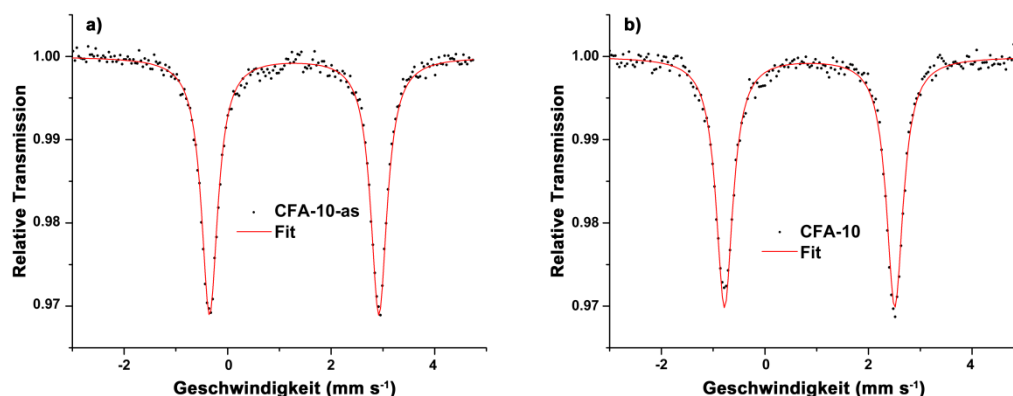 a)
1.00
0.99
0.98
0.97
Relative Transmission
CFA-10-as
Fit
-2 0 2 4
Geschwindigkeit (mm s⁻¹)
b)
1.00
0.99
0.98
0.97
Relative Transmission
CFA-10
Fit
-2 0 2 4
Geschwindigkeit (mm s⁻¹)